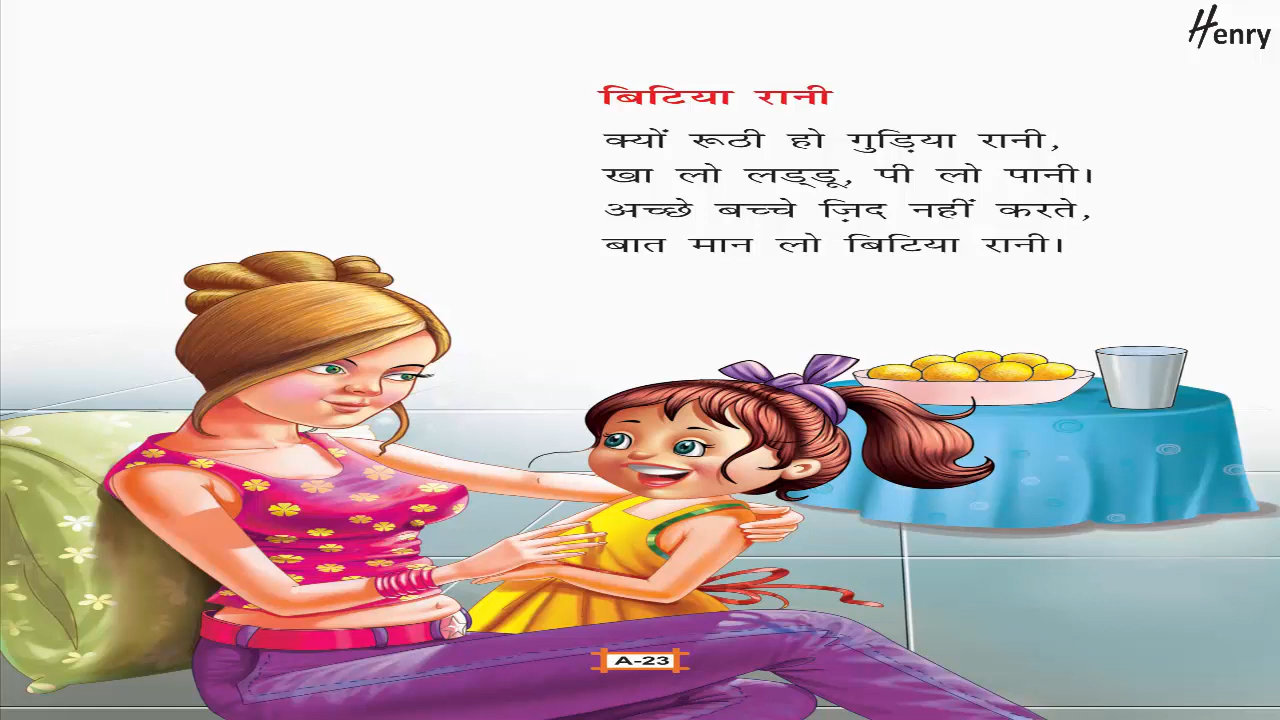 Henry
बिटिया रानी
क्यों रूठी हो गुड़िया रानी,
खा लो लड्डू, पी लो पानी।
अच्छे बच्चे ज़िद नहीं करते,
बात मान लो बिटिया रानी।
A-23